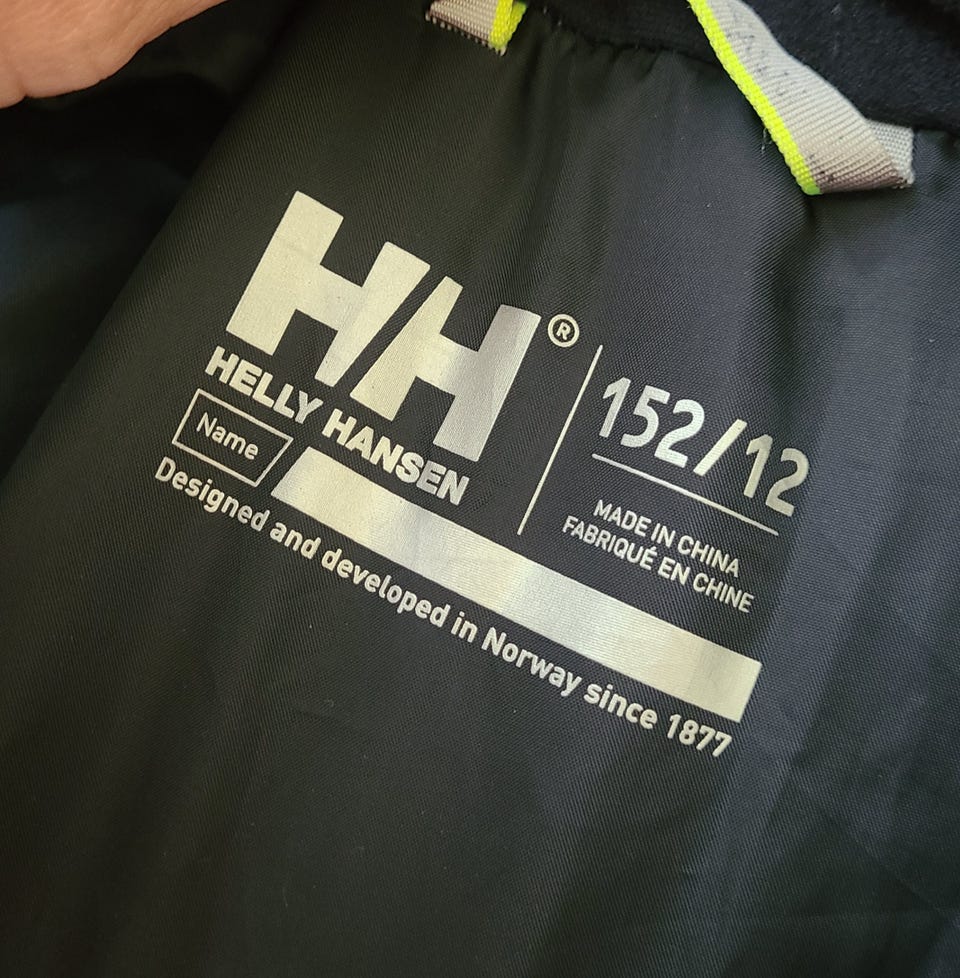 HH®
HELLY HANSEN
Name
Designed and developed in Norway since 1877
152/12
MADE IN CHINA
FABRIQUÉ EN CHINE